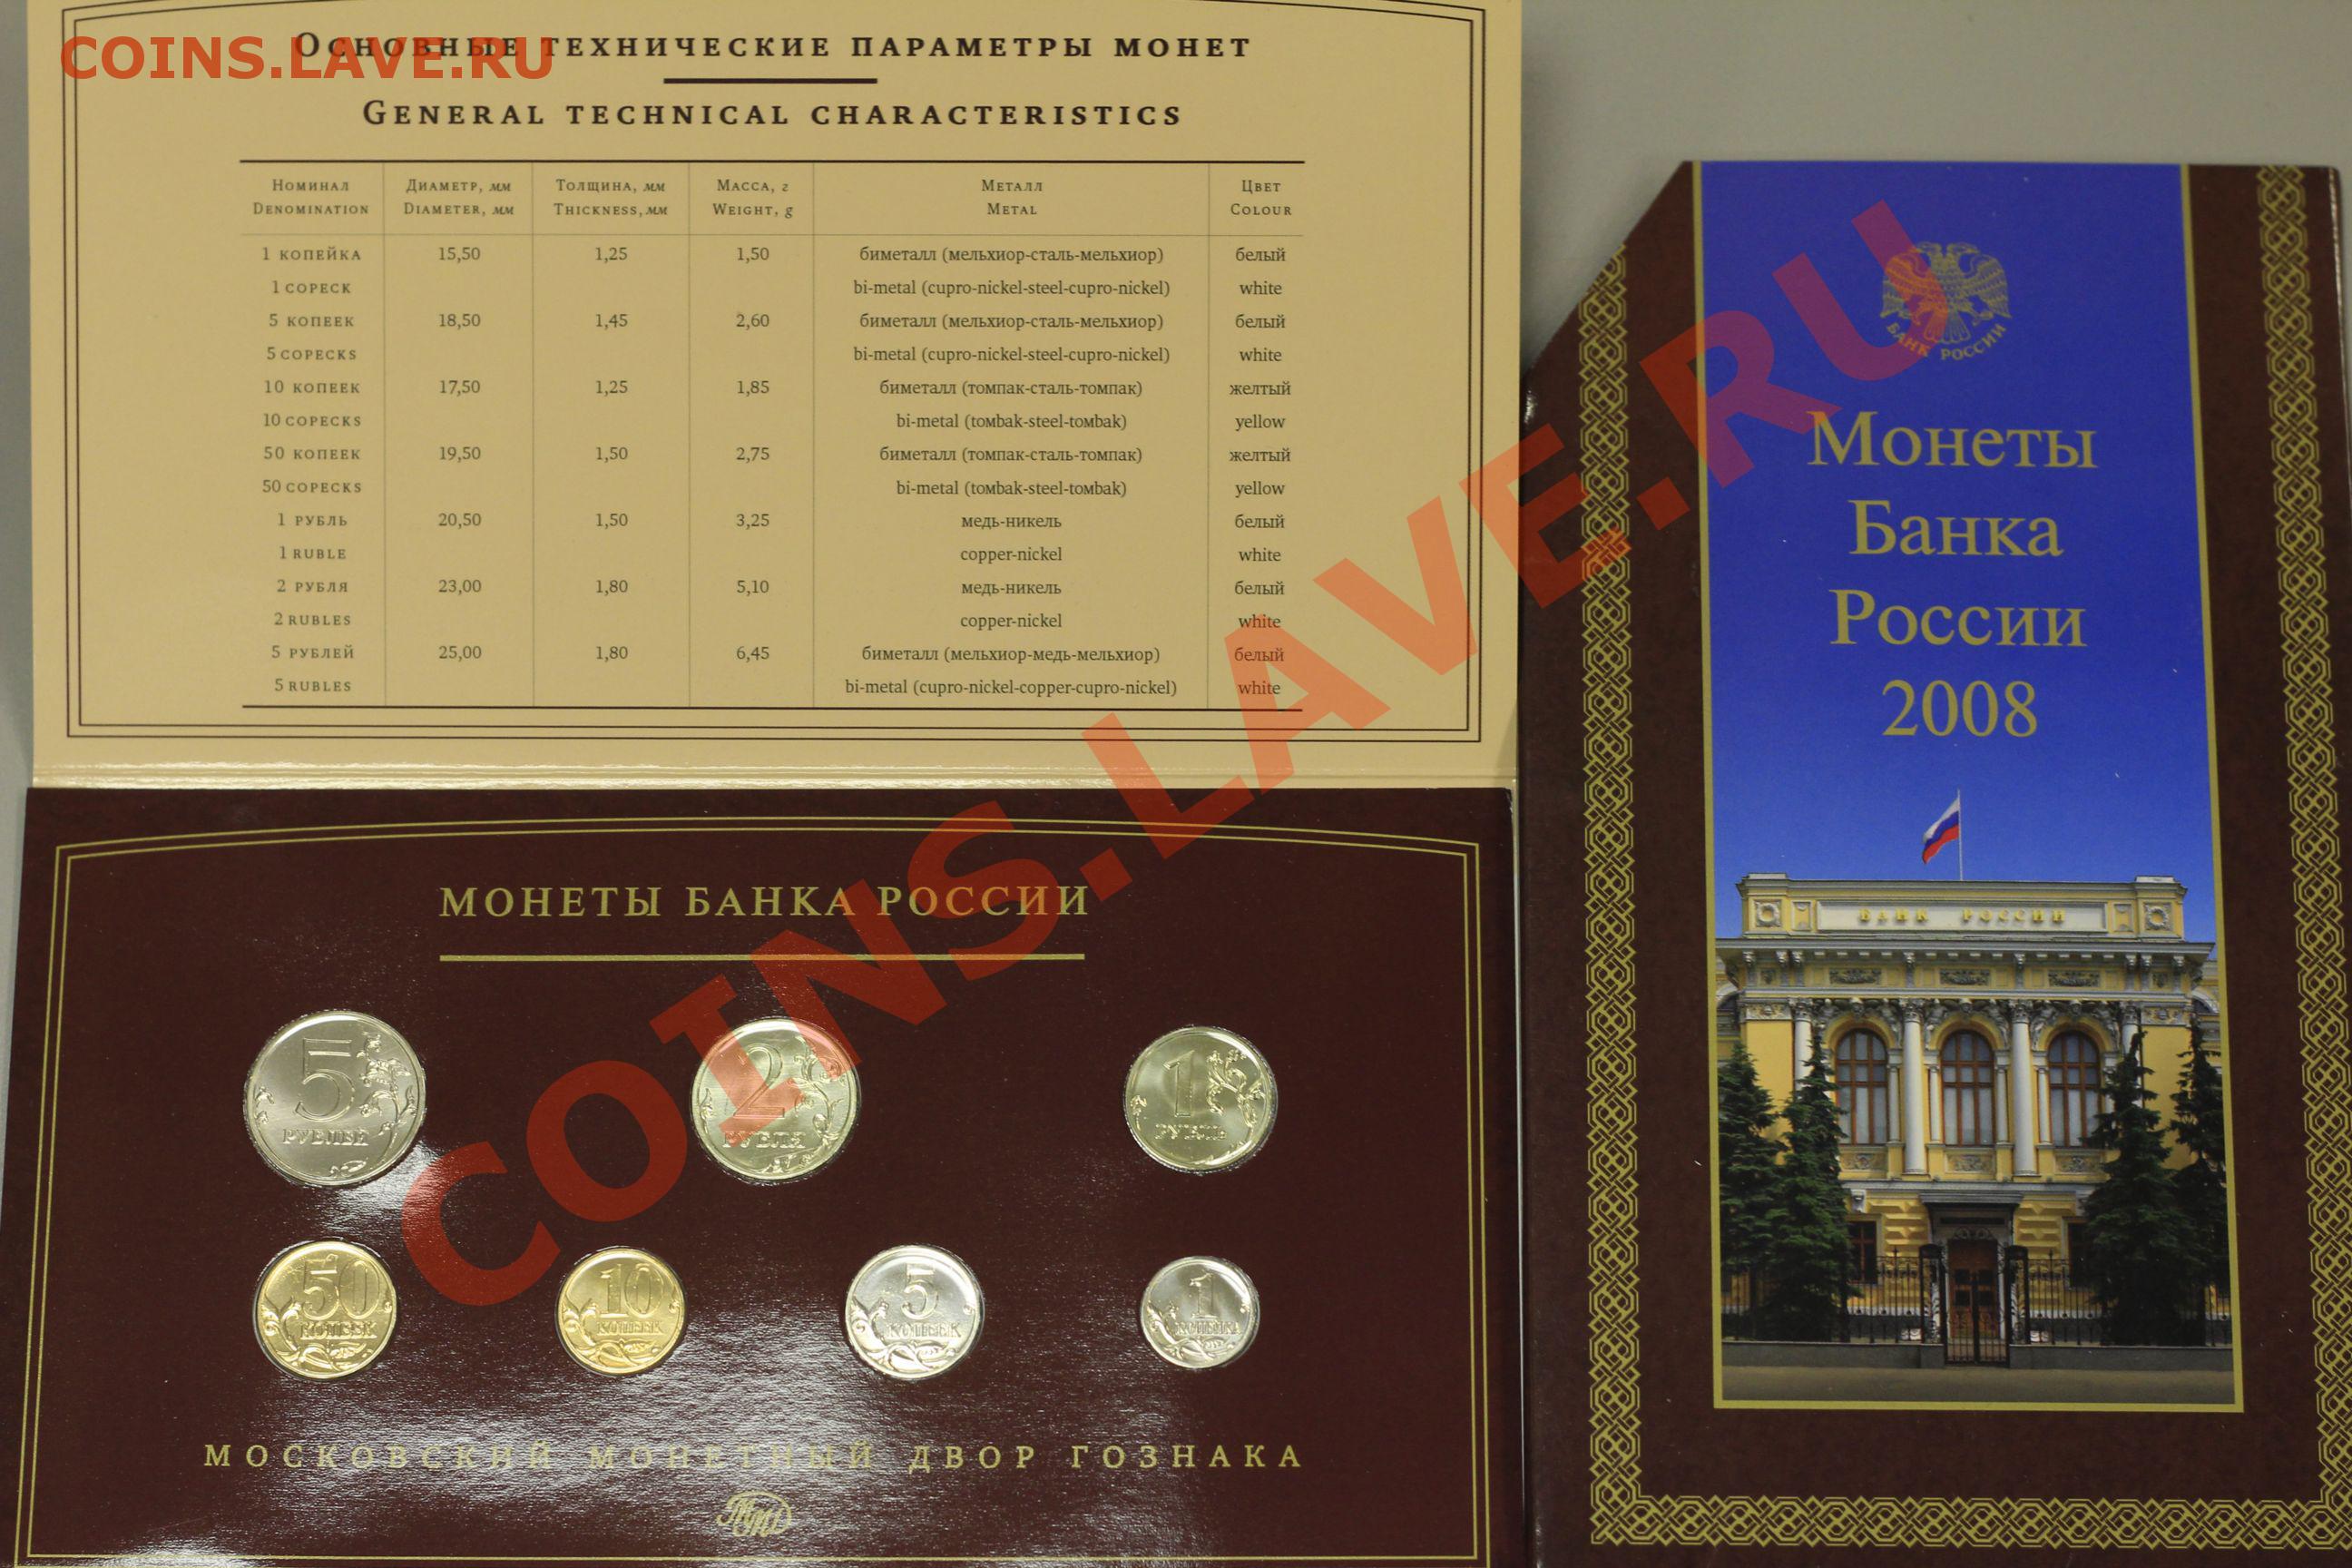 COINS.LAVE.RU
ОСНОВНЫЕ ТЕХНИЧЕСКИЕ ПАРАМЕТРЫ МОНЕТ
GENERAL TECHNICAL CHARACTERISTICS
НОМИНАЛ ДИАМЕТР, мм ТОЛЩИНА, мм МАССА, г МЕТАЛЛ ЦВЕТ
DENOMINATION DIAMETER, мм THICKNESS, мм WEIGHT, g METAL COLOUR
1 КОПЕЙКА 15,50 1,25 1,50 биметалл (мельхиор-сталь-мельхиор) белый
1 COPECK bi-metal (cupro-nickel-steel-cupro-nickel) white
5 КОПЕЕК 18,50 1,45 2,60 биметалл (мельхиор-сталь-мельхиор) белый
5 COPECKS bi-metal (cupro-nickel-steel-cupro-nickel) white
10 КОПЕЕК 17,50 1,25 1,85 биметалл (томпак-сталь-томпак) желтый
10 COPECKS bi-metal (tombak-steel-tombak) yellow
50 КОПЕЕК 19,50 1,50 2,75 биметалл (томпак-сталь-томпак) желтый
50 COPECKS bi-metal (tombak-steel-tombak) yellow
1 РУБЛЬ 20,50 1,50 3,25 медь-никель белый
1 RUBLE copper-nickel white
2 РУБЛЯ 23,00 1,80 5,10 медь-никель белый
2 RUBLES copper-nickel white
5 РУБЛЕЙ 25,00 1,80 6,45 биметалл (мельхиор-медь-мельхиор) белый
5 RUBLES bi-metal (cupro-nickel-copper-cupro-nickel) white
МОНЕТЫ БАНКА РОССИИ
5 РУБЛЕЙ
2 РУБЛЯ
1 РУБЛЬ
50 КОПЕЕК
10 КОПЕЕК
5 КОПЕЕК
1 КОПЕЙКА
МОСКОВСКИЙ МОНЕТНЫЙ ДВОР ГОЗНАКА
ММД
БАНК РОССИИ
Монеты
Банка
России
2008
БАНК РОССИИ
COINS.LAVE.RU